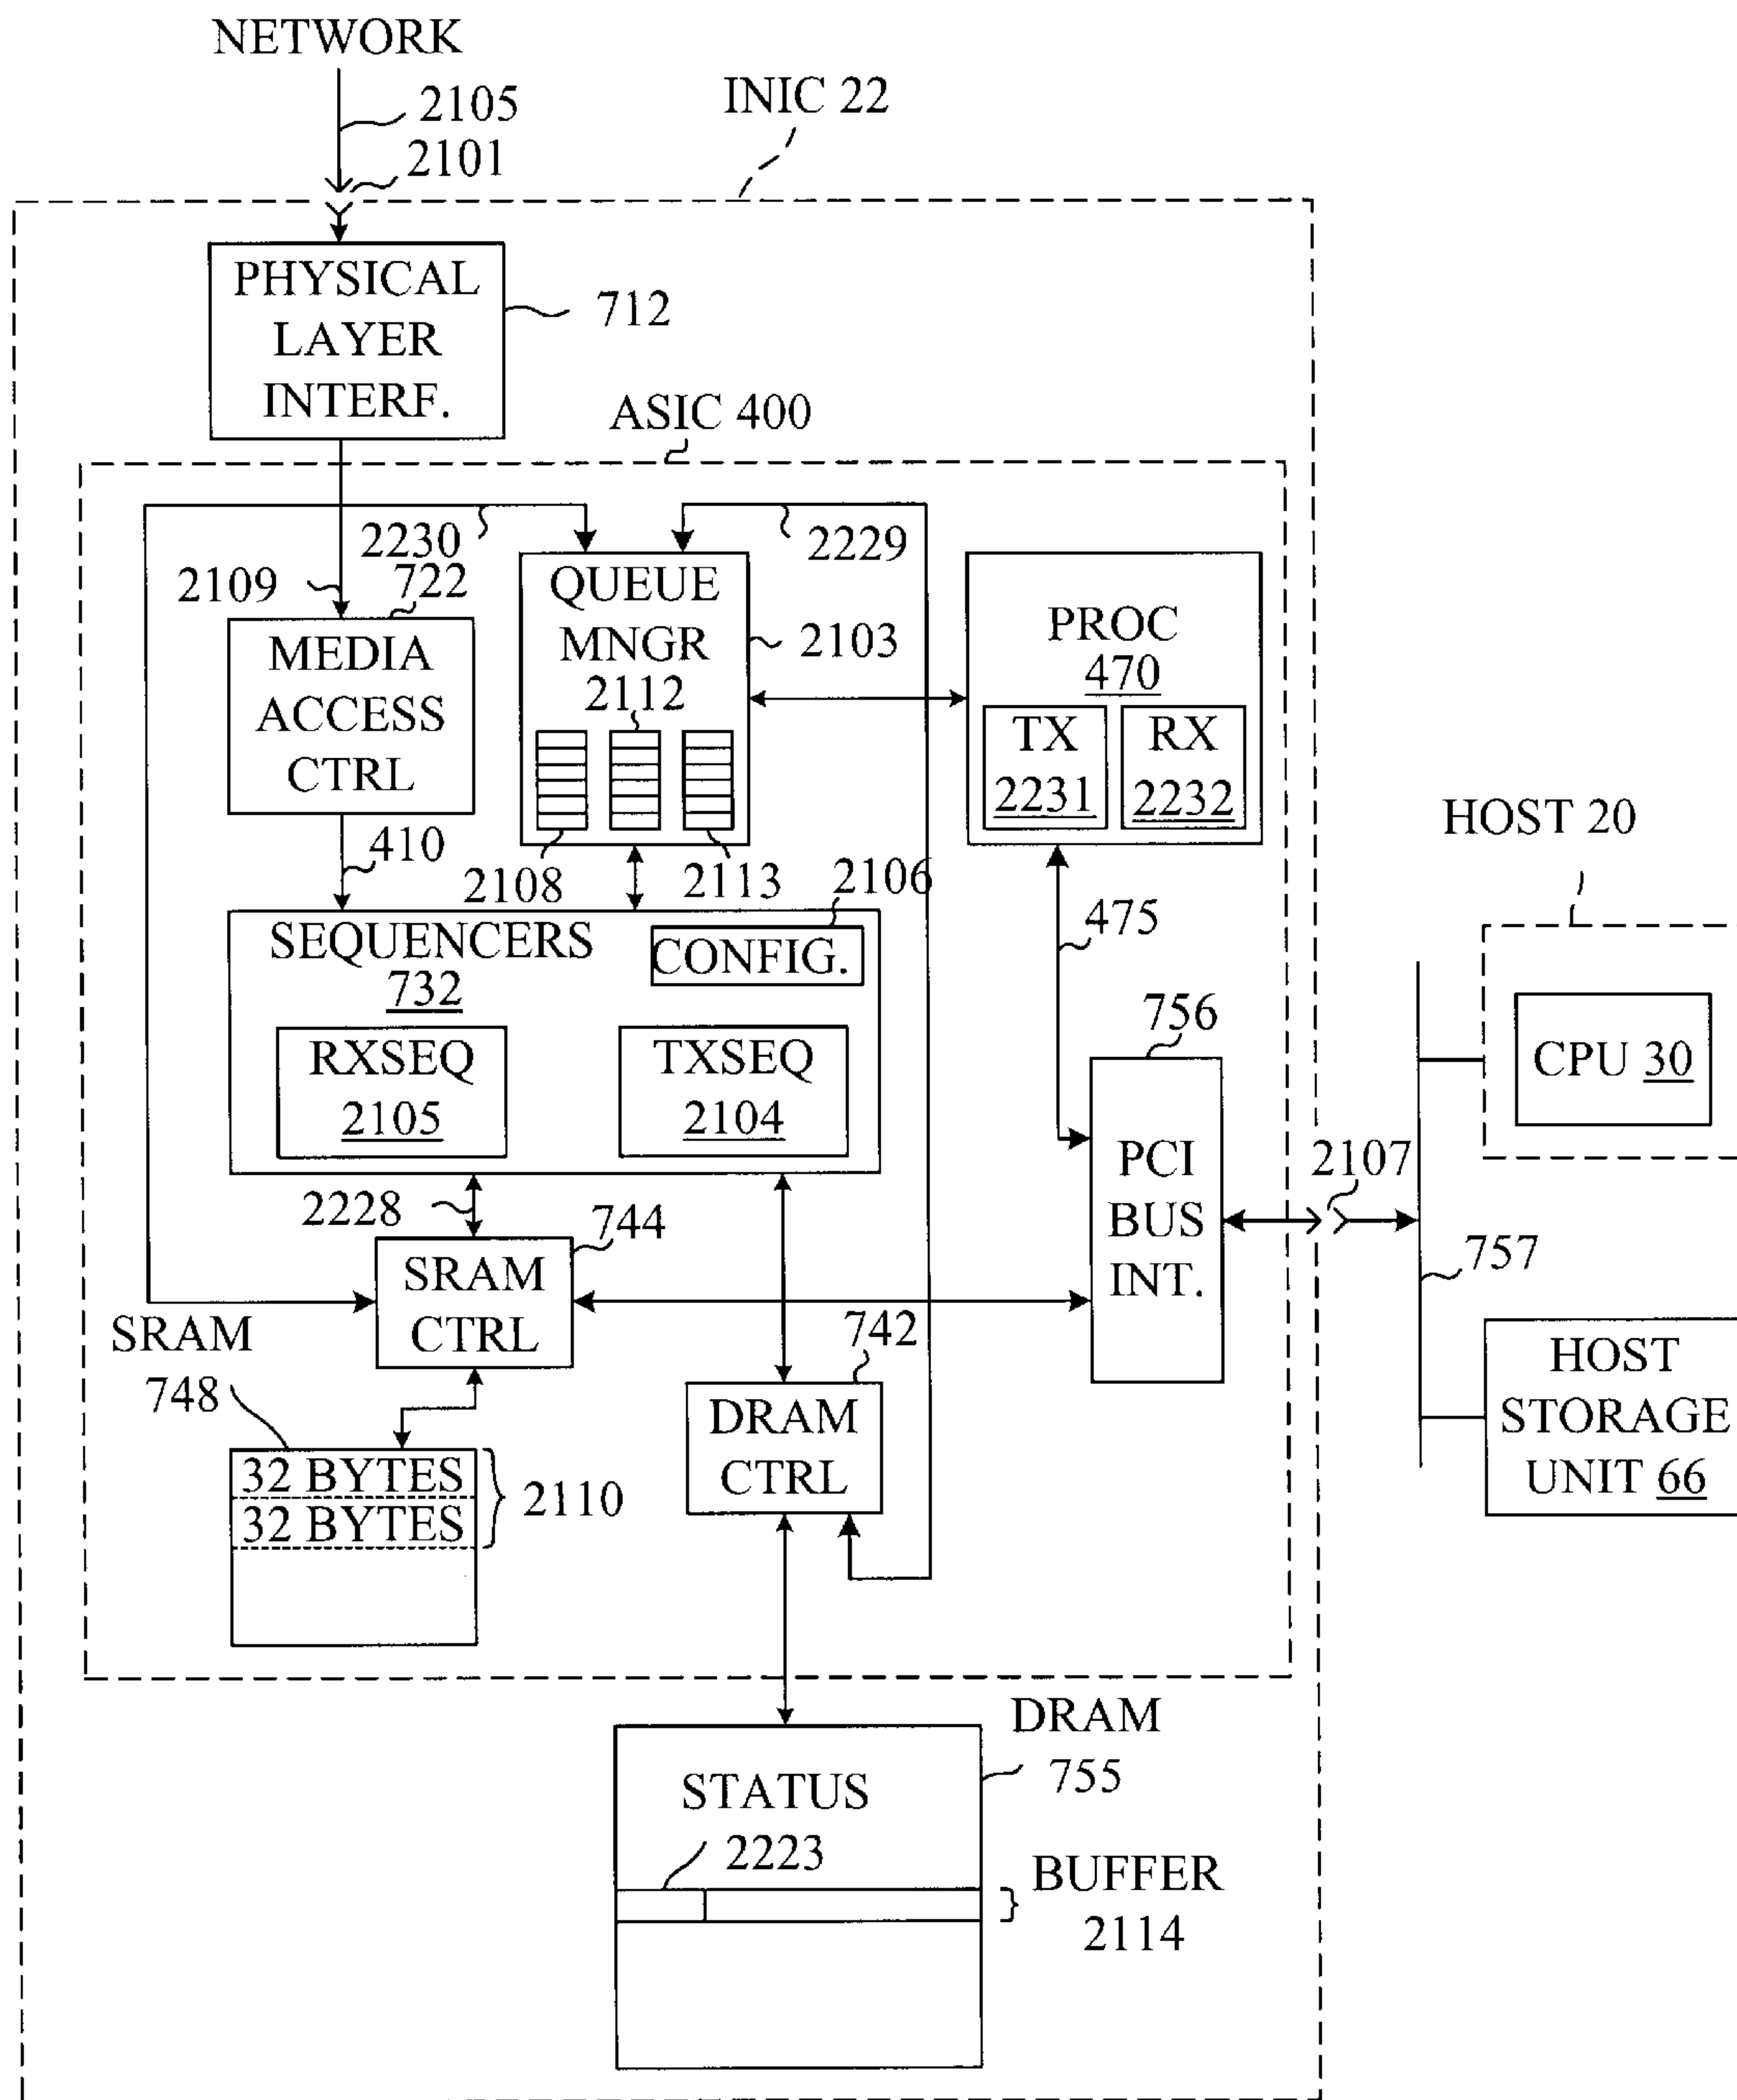 NETWORK
2105
2101
INIC 22
PHYSICAL
LAYER
INTERF.
712
ASIC 400
2230
2229
2109
722
MEDIA
ACCESS
CTRL
QUEUE
MNGR
2112
2103
PROC
470
TX
2231
RX
2232
HOST 20
410
2108
2113
2106
475
SEQUENCERS
732
CONFIG.
RXSEQ
2105
TXSEQ
2104
756
CPU 30
PCI
BUS
INT.
2107
2228
744
757
SRAM
CTRL
SRAM
748
742
DRAM
CTRL
HOST
STORAGE
UNIT 66
32 BYTES
32 BYTES
2110
DRAM
755
STATUS
2223
BUFFER
2114